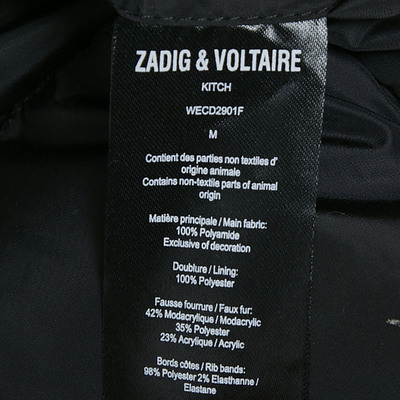 ZADIG & VOLTAIRE
KITCH
WECD2901F
M
Contient des parties non textiles d'
origine animale
Contains non-textile parts of animal
origin
Matière principale / Main fabric:
100% Polyamide
Exclusive of decoration
Doublure / Lining:
100% Polyester
Fausse fourrure / Faux fur:
42% Modacrylique / Modacrylic
35% Polyester
23% Acrylique / Acrylic
Bords côtes / Rib bands:
98% Polyester 2% Elasthanne /
Elastane